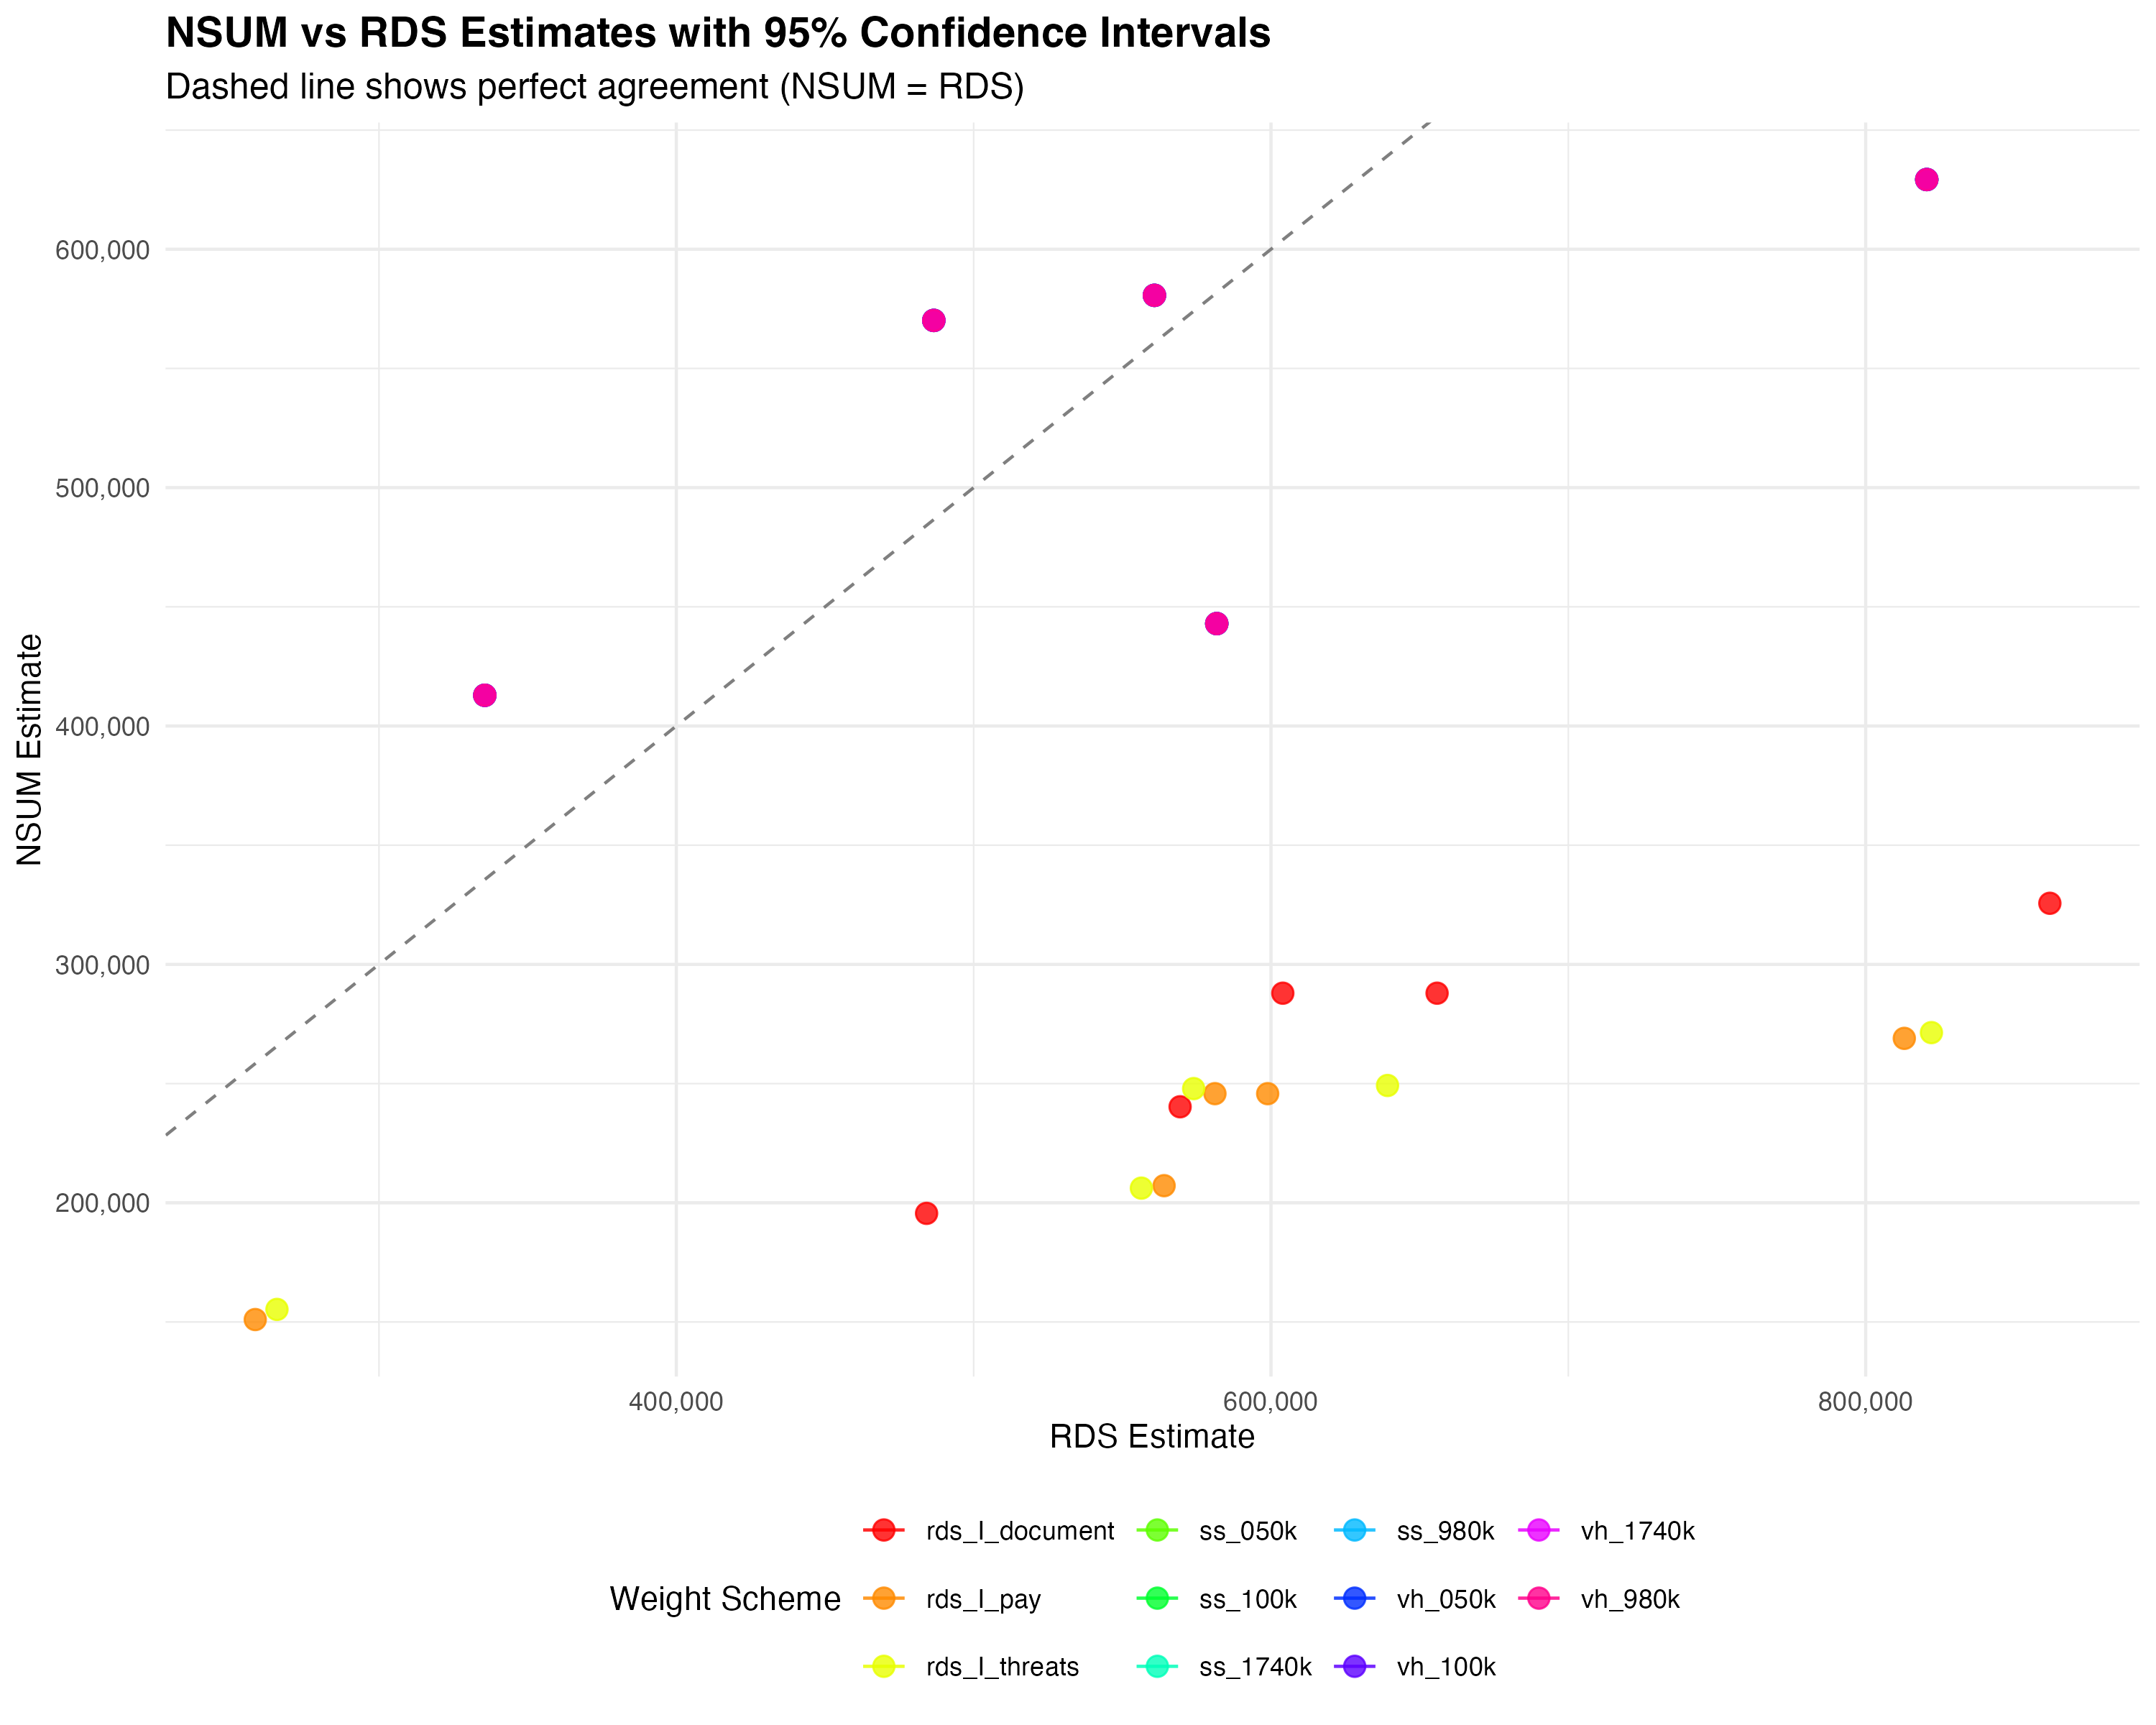 NSUM vs RDS Estimates with 95% Confidence Intervals
Dashed line shows perfect agreement (NSUM = RDS)
NSUM Estimate
600,000
500,000
400,000
300,000
200,000
400,000 600,000 800,000
RDS Estimate
Weight Scheme
rds_I_document ss_050k ss_980k vh_1740k
rds_I_pay ss_100k vh_050k vh_980k
rds_I_threats ss_1740k vh_100k